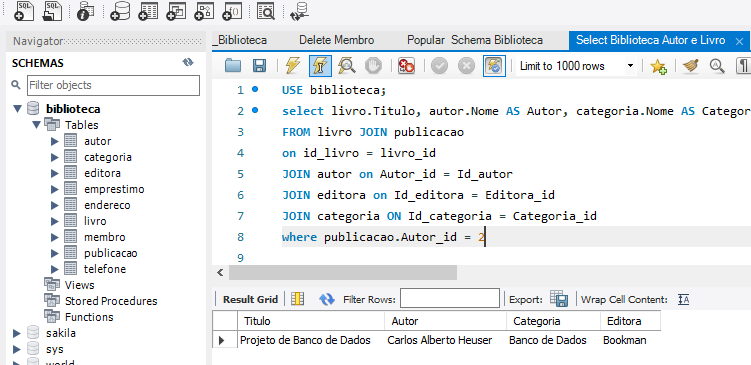 _Biblioteca Delete Membro Popular Schema Biblioteca Select Biblioteca Autor e Livro
Navigator
SCHEMAS
Filter objects
biblioteca
Tables
autor
categoria
editora
emprestimo
endereco
livro
membro
publicacao
telefone
Views
Stored Procedures
Functions
sakila
sys
world
Limit to 1000 rows
1 USE biblioteca;
2 select livro.Titulo, autor.Nome AS Autor, categoria.Nome AS Categor
3 FROM livro JOIN publicacao
4 on id_livro = livro_id
5 JOIN autor on Autor_id = Id_autor
6 JOIN editora on Id_editora = Editora_id
7 JOIN categoria ON Id_categoria = Categoria_id
8 where publicacao.Autor_id = 2
9
Result Grid Filter Rows: Export: Wrap Cell Content:
Titulo Autor Categoria Editora
Projeto de Banco de Dados Carlos Alberto Heuser Banco de Dados Bookman